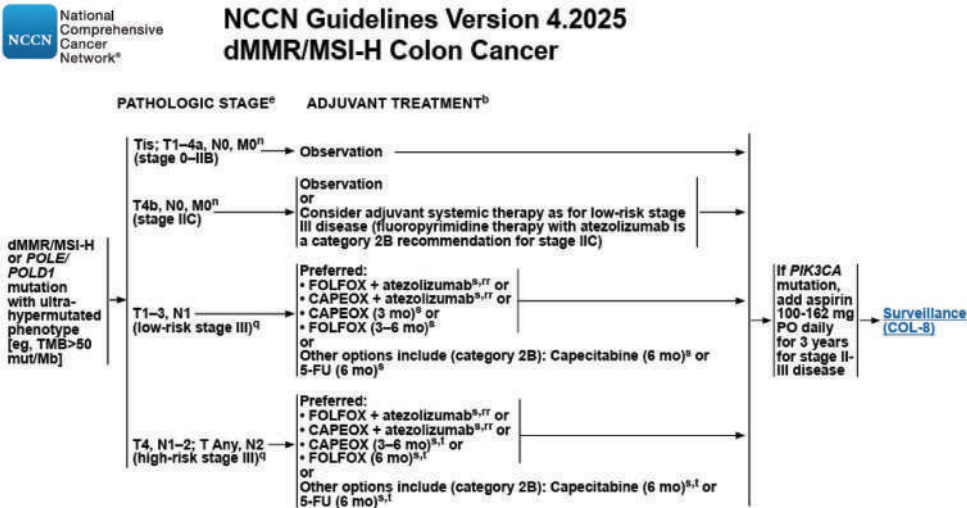 NCCN
National
Comprehensive
Cancer
Network®
NCCN Guidelines Version 4.2025
dMMR/MSI-H Colon Cancer
PATHOLOGIC STAGEe
ADJUVANT TREATMENTb
dMMR/MSI-H
or POLE/
POLD1
mutation
with ultra-
hypermutated
phenotype
[eg, TMB>50
mut/Mb]
Tis; T1–4a, N0, M0n
(stage 0–IIB)
Observation
T4b, N0, M0n
(stage IIC)
Observation
or
Consider adjuvant systemic therapy as for low-risk stage
III disease (fluoropyrimidine therapy with atezolizumab is
a category 2B recommendation for stage IIC)
T1–3, N1
(low-risk stage III)q
Preferred:
• FOLFOX + atezolizumabs,rr or
• CAPEOX + atezolizumabs,rr or
• CAPEOX (3 mo)s or
• FOLFOX (3–6 mo)s
or
Other options include (category 2B): Capecitabine (6 mo)s or
5-FU (6 mo)s
T4, N1–2; T Any, N2
(high-risk stage III)q
Preferred:
• FOLFOX + atezolizumabs,rr or
• CAPEOX + atezolizumabs,rr or
• CAPEOX (3–6 mo)s,t or
• FOLFOX (6 mo)s,t
or
Other options include (category 2B): Capecitabine (6 mo)s,t or
5-FU (6 mo)s,t
If PIK3CA
mutation,
add aspirin
100-162 mg
PO daily
for 3 years
for stage II-
III disease
Surveillance
(COL-8)